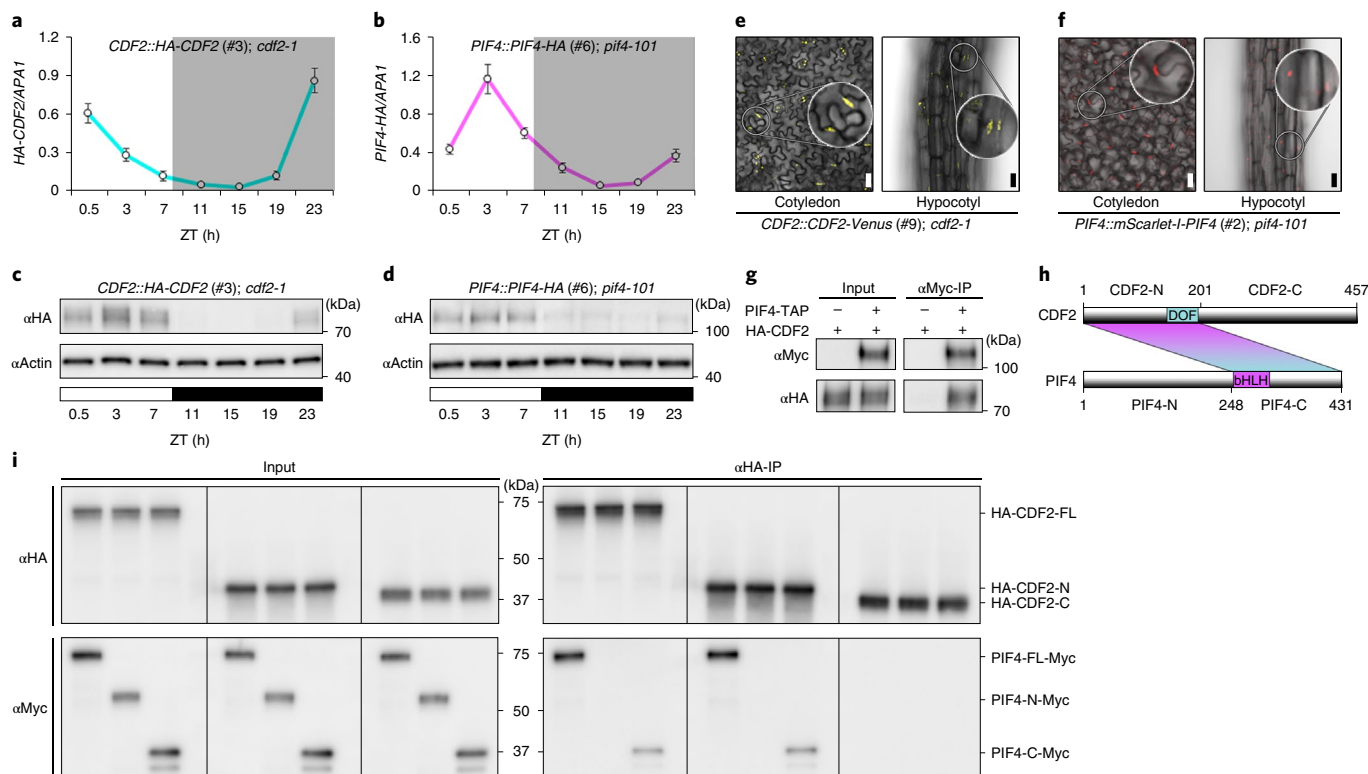 a
CDF2::HA-CDF2 (#3); cdf2-1
HA-CDF2/APA1
1.2
0.9
0.6
0.3
0
0.5 3 7 11 15 19 23
ZT (h)
b
PIF4::PIF4-HA (#6); pif4-101
PIF4-HA/APA1
1.6
1.2
0.8
0.4
0
0.5 3 7 11 15 19 23
ZT (h)
e
Cotyledon Hypocotyl
CDF2::CDF2-Venus (#9); cdf2-1
f
Cotyledon Hypocotyl
PIF4::mScarlet-I-PIF4 (#2); pif4-101
c
CDF2::HA-CDF2 (#3); cdf2-1
(kDa)
αHA
70
αActin
40
0.5 3 7 11 15 19 23
ZT (h)
d
PIF4::PIF4-HA (#6); pif4-101
(kDa)
αHA
100
αActin
40
0.5 3 7 11 15 19 23
ZT (h)
g
Input αMyc-IP
PIF4-TAP − + − +
HA-CDF2 + + + +
(kDa)
αMyc
100
αHA
70
h
1 CDF2-N 201 CDF2-C 457
CDF2 DOF
PIF4 bHLH
1 PIF4-N 248 PIF4-C 431
i
Input αHA-IP
(kDa)
αHA
75
50
37
HA-CDF2-FL
HA-CDF2-N
HA-CDF2-C
αMyc
75
50
37
PIF4-FL-Myc
PIF4-N-Myc
PIF4-C-Myc